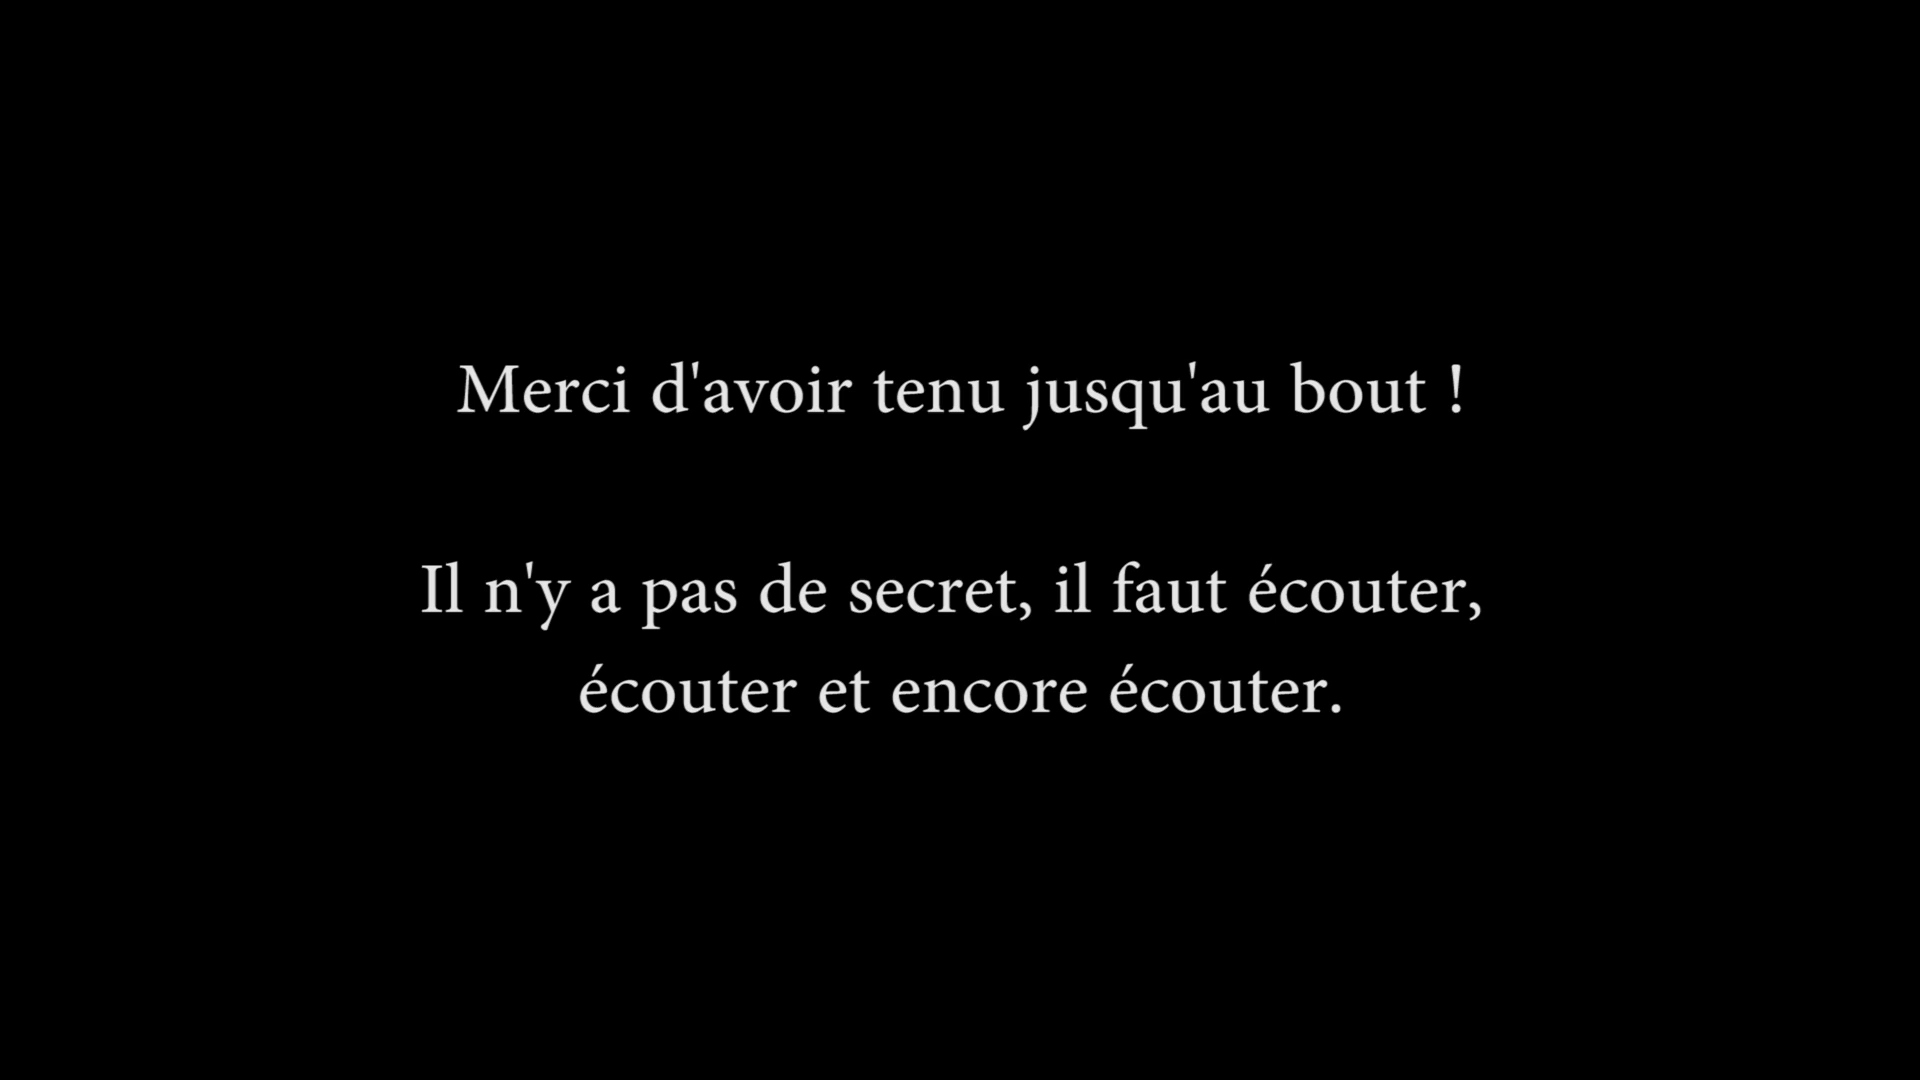 Merci d'avoir tenu jusqu'au bout !
Il n'y a pas de secret, il faut écouter,
écouter et encore écouter.